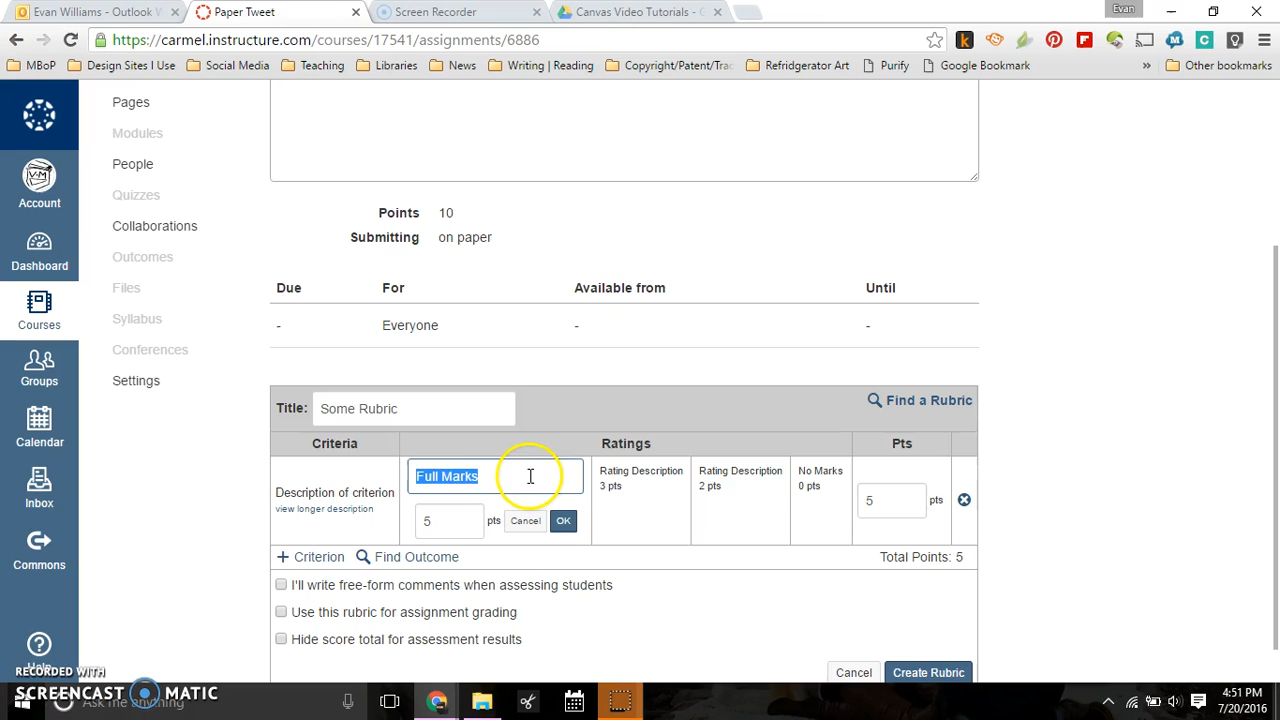 Evan Williams - Outlook W
Paper Tweet
Screen Recorder
Canvas Video Tutorials - G
Evan
https://carmel.instructure.com/courses/17541/assignments/6886
MBoP
Design Sites I Use
Social Media
Teaching
Libraries
News
Writing | Reading
Copyright/Patent/Trac
Refridgerator Art
Purify
Google Bookmark
»
Other bookmarks
Pages
Modules
People
Account
Quizzes
Collaborations
Dashboard
Outcomes
Files
Courses
Syllabus
Conferences
Groups
Settings
Calendar
Inbox
Commons
Help
Points 10
Submitting on paper
Due For Available from Until
- Everyone - -
Title: Some Rubric
Find a Rubric
Criteria Ratings Pts
Description of criterion
view longer description
Full Marks
5 pts Cancel OK
Rating Description
3 pts
Rating Description
2 pts
No Marks
0 pts
5 pts
+ Criterion Find Outcome Total Points: 5
I'll write free-form comments when assessing students
Use this rubric for assignment grading
Hide score total for assessment results
Cancel Create Rubric
RECORDED WITH
SCREENCAST MATIC
Ask me anything
4:51 PM
7/20/2016